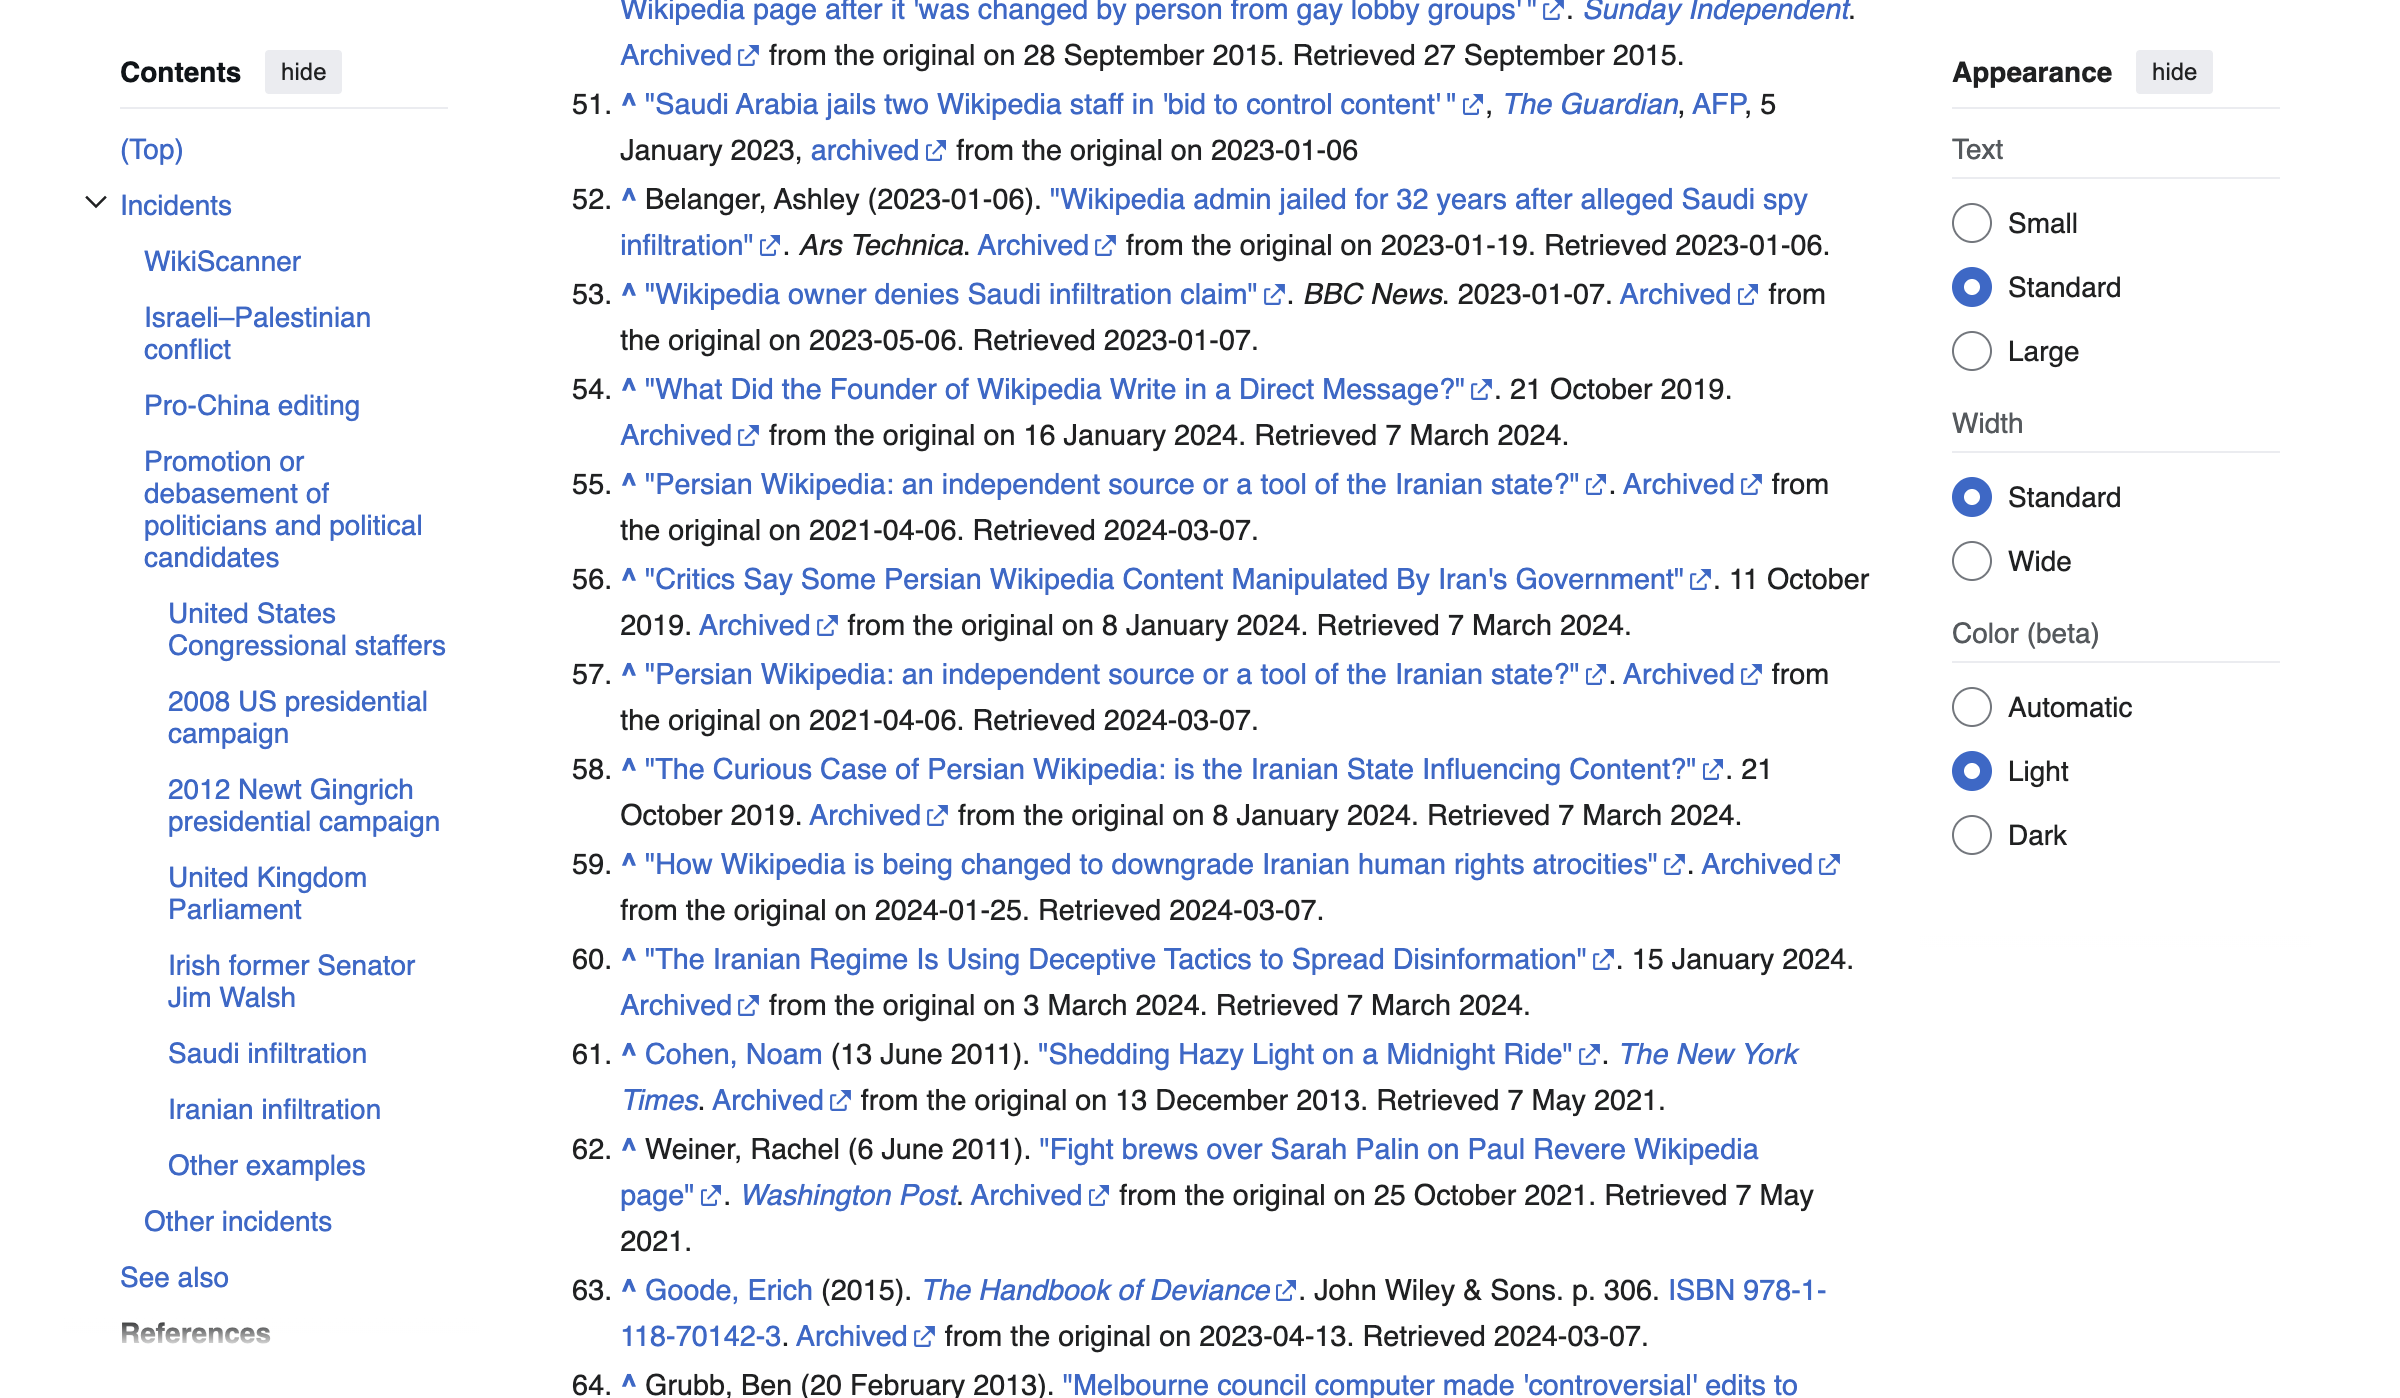 Contents hide
(Top)
Incidents
WikiScanner
Israeli–Palestinian
conflict
Pro-China editing
Promotion or
debasement of
politicians and political
candidates
United States
Congressional staffers
2008 US presidential
campaign
2012 Newt Gingrich
presidential campaign
United Kingdom
Parliament
Irish former Senator
Jim Walsh
Saudi infiltration
Iranian infiltration
Other examples
Other incidents
See also
References
Wikipedia page after it 'was changed by person from gay lobby groups'". Sunday Independent.
Archived from the original on 28 September 2015. Retrieved 27 September 2015.
51. ^ "Saudi Arabia jails two Wikipedia staff in 'bid to control content'", The Guardian, AFP, 5
January 2023, archived from the original on 2023-01-06
52. ^ Belanger, Ashley (2023-01-06). "Wikipedia admin jailed for 32 years after alleged Saudi spy
infiltration". Ars Technica. Archived from the original on 2023-01-19. Retrieved 2023-01-06.
53. ^ "Wikipedia owner denies Saudi infiltration claim". BBC News. 2023-01-07. Archived from
the original on 2023-05-06. Retrieved 2023-01-07.
54. ^ "What Did the Founder of Wikipedia Write in a Direct Message?". 21 October 2019.
Archived from the original on 16 January 2024. Retrieved 7 March 2024.
55. ^ "Persian Wikipedia: an independent source or a tool of the Iranian state?". Archived from
the original on 2021-04-06. Retrieved 2024-03-07.
56. ^ "Critics Say Some Persian Wikipedia Content Manipulated By Iran's Government". 11 October
2019. Archived from the original on 8 January 2024. Retrieved 7 March 2024.
57. ^ "Persian Wikipedia: an independent source or a tool of the Iranian state?". Archived from
the original on 2021-04-06. Retrieved 2024-03-07.
58. ^ "The Curious Case of Persian Wikipedia: is the Iranian State Influencing Content?". 21
October 2019. Archived from the original on 8 January 2024. Retrieved 7 March 2024.
59. ^ "How Wikipedia is being changed to downgrade Iranian human rights atrocities". Archived
from the original on 2024-01-25. Retrieved 2024-03-07.
60. ^ "The Iranian Regime Is Using Deceptive Tactics to Spread Disinformation". 15 January 2024.
Archived from the original on 3 March 2024. Retrieved 7 March 2024.
61. ^ Cohen, Noam (13 June 2011). "Shedding Hazy Light on a Midnight Ride". The New York
Times. Archived from the original on 13 December 2013. Retrieved 7 May 2021.
62. ^ Weiner, Rachel (6 June 2011). "Fight brews over Sarah Palin on Paul Revere Wikipedia
page". Washington Post. Archived from the original on 25 October 2021. Retrieved 7 May
2021.
63. ^ Goode, Erich (2015). The Handbook of Deviance. John Wiley & Sons. p. 306. ISBN 978-1-
118-70142-3. Archived from the original on 2023-04-13. Retrieved 2024-03-07.
64. ^ Grubb, Ben (20 February 2013). "Melbourne council computer made 'controversial' edits to
Appearance hide
Text
Small
Standard
Large
Width
Standard
Wide
Color (beta)
Automatic
Light
Dark